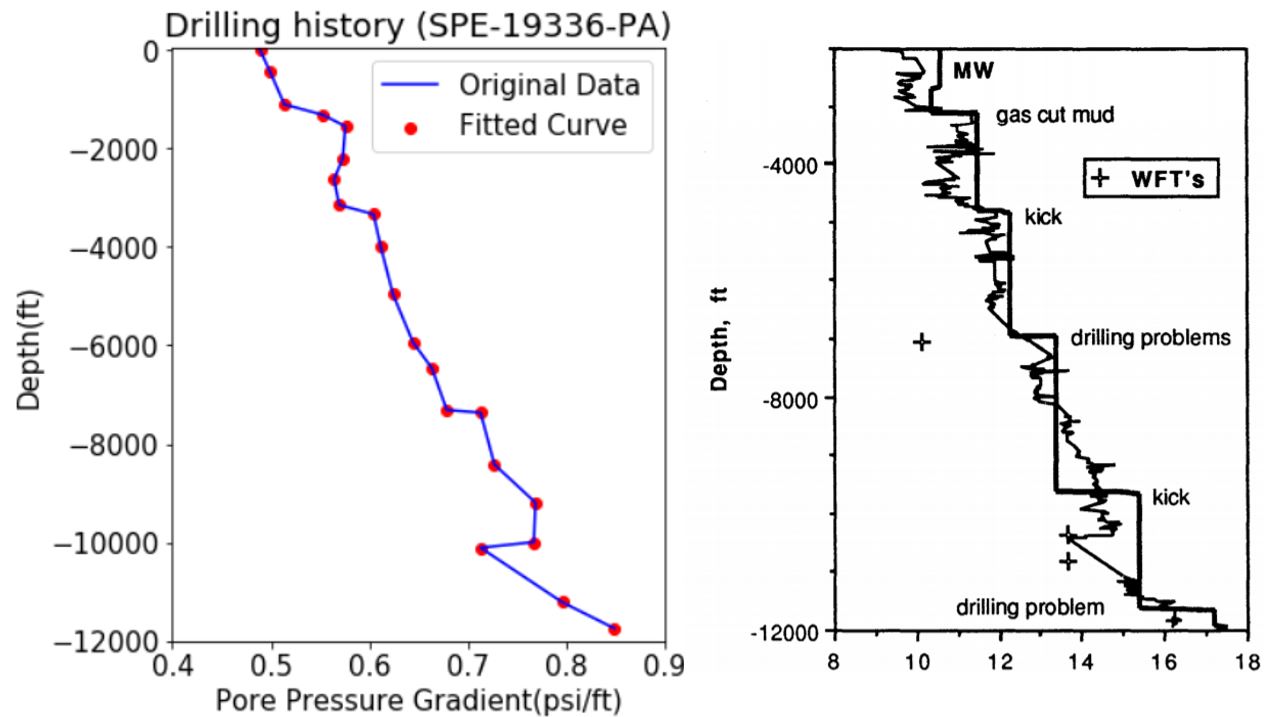 Drilling history (SPE-19336-PA)
Original Data
Fitted Curve
0
−2000
−4000
−6000
−8000
−10000
−12000
Depth(ft)
0.4 0.5 0.6 0.7 0.8 0.9
Pore Pressure Gradient(psi/ft)
MW
gas cut mud
-4000
WFT's
kick
Depth, ft
drilling problems
-8000
kick
drilling problem
-12000
8 10 12 14 16 18